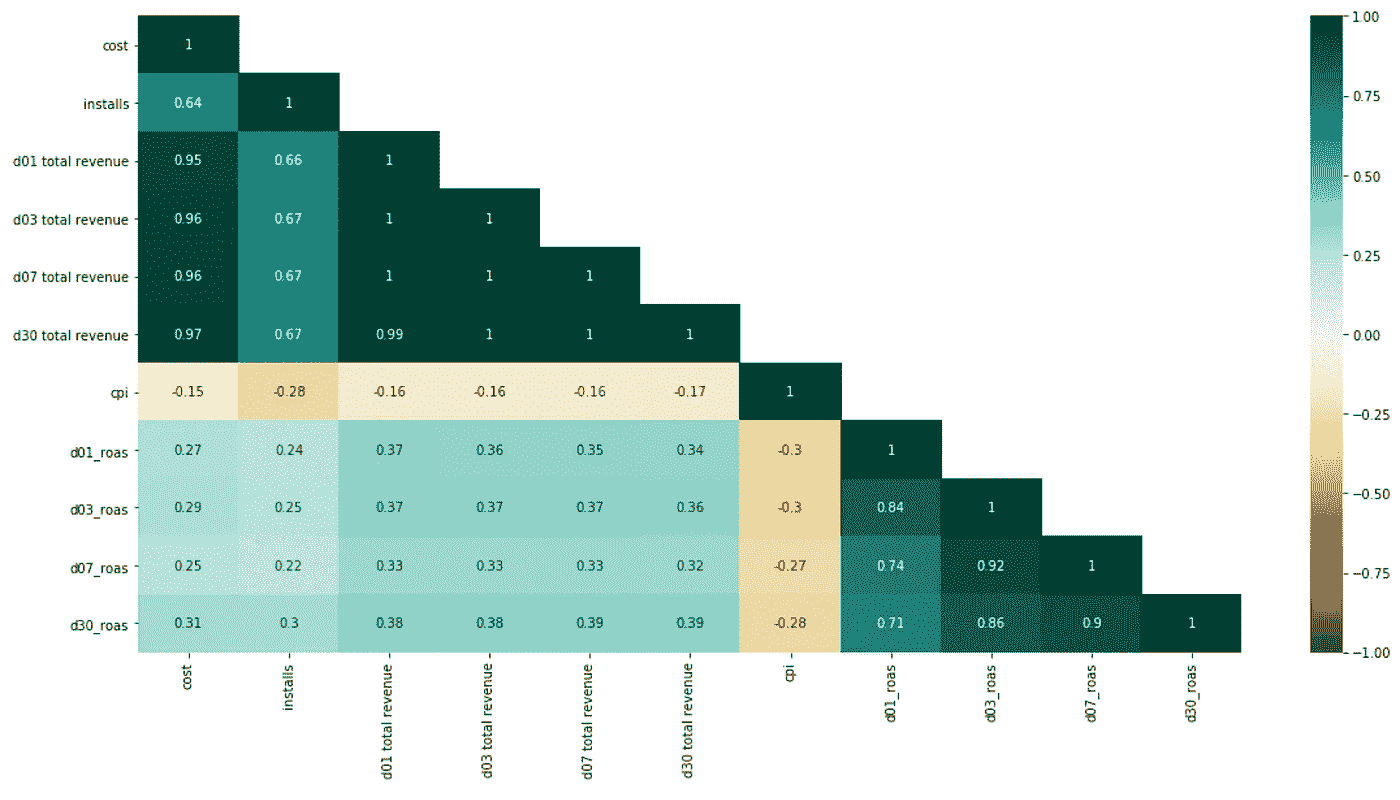 cost 1
installs 0.64 1
d01 total revenue 0.95 0.66 1
d03 total revenue 0.96 0.67 1 1
d07 total revenue 0.96 0.67 1 1 1
d30 total revenue 0.97 0.67 0.99 1 1 1
cpi -0.15 -0.28 -0.16 -0.16 -0.16 -0.17 1
d01_roas 0.27 0.24 0.37 0.36 0.35 0.34 -0.3 1
d03_roas 0.29 0.25 0.37 0.37 0.37 0.36 -0.3 0.84 1
d07_roas 0.25 0.22 0.33 0.33 0.33 0.32 -0.27 0.74 0.92 1
d30_roas 0.31 0.3 0.38 0.38 0.39 0.39 -0.28 0.71 0.86 0.9 1
cost installs d01 total revenue d03 total revenue d07 total revenue d30 total revenue cpi d01_roas d03_roas d07_roas d30_roas
1.00
0.75
0.50
0.25
0.00
−0.25
−0.50
−0.75
−1.00